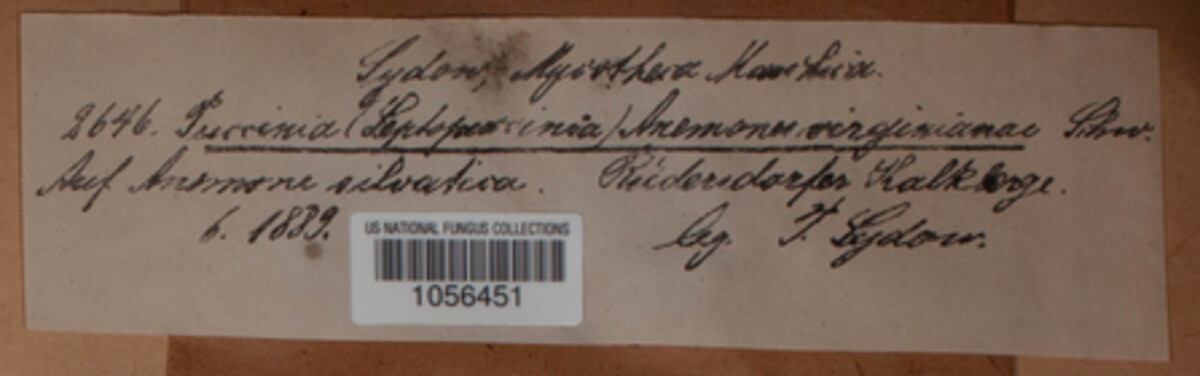 Sydow, Mycotheca Marchica.
2646. Puccinia (Leptopuccinia) Anemones virginianae Schw.
Auf Anemone silvatica. Rüdersdorfer Kalkberge.
6. 1889. leg. P. Sydow.
US NATIONAL FUNGUS COLLECTIONS
1056451